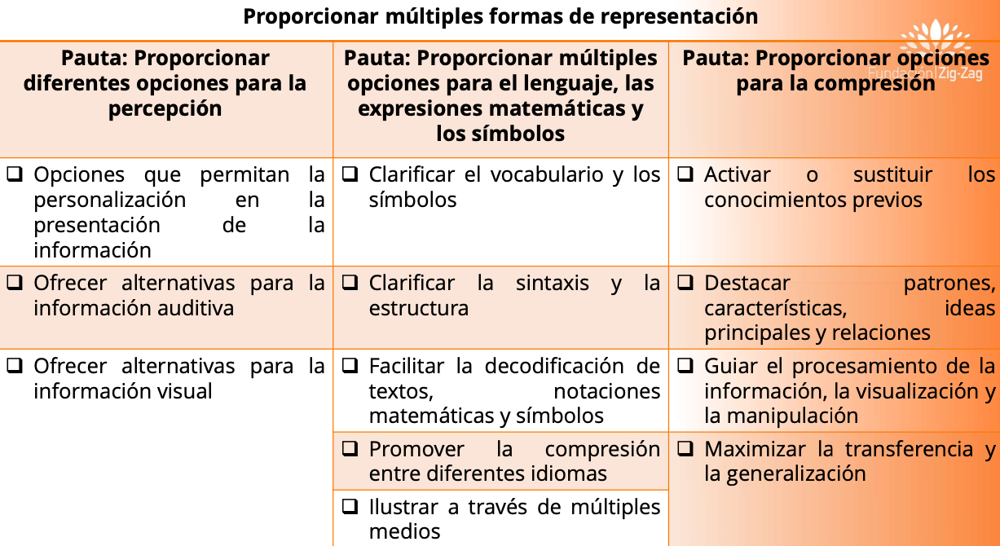 Proporcionar múltiples formas de representación
Pauta: Proporcionar
diferentes opciones para la
percepción
Pauta: Proporcionar múltiples
opciones para el lenguaje, las
expresiones matemáticas y
los símbolos
Pauta: Proporcionar opciones
para la compresión
Fundación Zig-Zag
Opciones que permitan la
personalización en la
presentación de la
información
Clarificar el vocabulario y los
símbolos
Activar o sustituir los
conocimientos previos
Ofrecer alternativas para la
información auditiva
Clarificar la sintaxis y la
estructura
Destacar patrones,
características, ideas
principales y relaciones
Ofrecer alternativas para la
información visual
Facilitar la decodificación de
textos, notaciones
matemáticas y símbolos
Guiar el procesamiento de la
información, la visualización y
la manipulación
Promover la compresión
entre diferentes idiomas
Maximizar la transferencia y
la generalización
Ilustrar a través de múltiples
medios